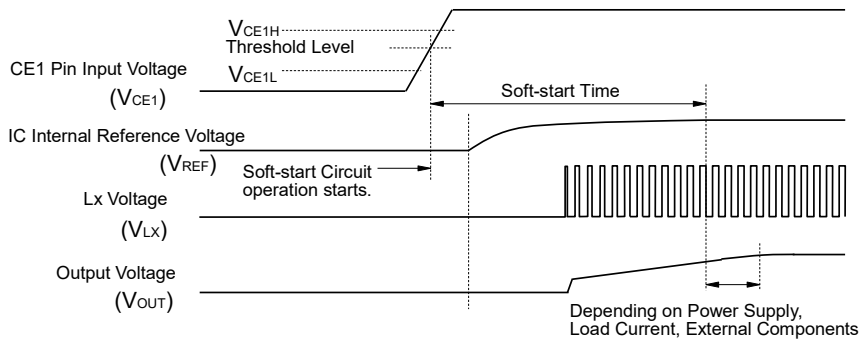 VCE1H
Threshold Level
VCE1L
CE1 Pin Input Voltage
(VCE1)
Soft-start Time
IC Internal Reference Voltage
(VREF)
Soft-start Circuit
operation starts.
Lx Voltage
(VLX)
Output Voltage
(VOUT)
Depending on Power Supply,
Load Current, External Components